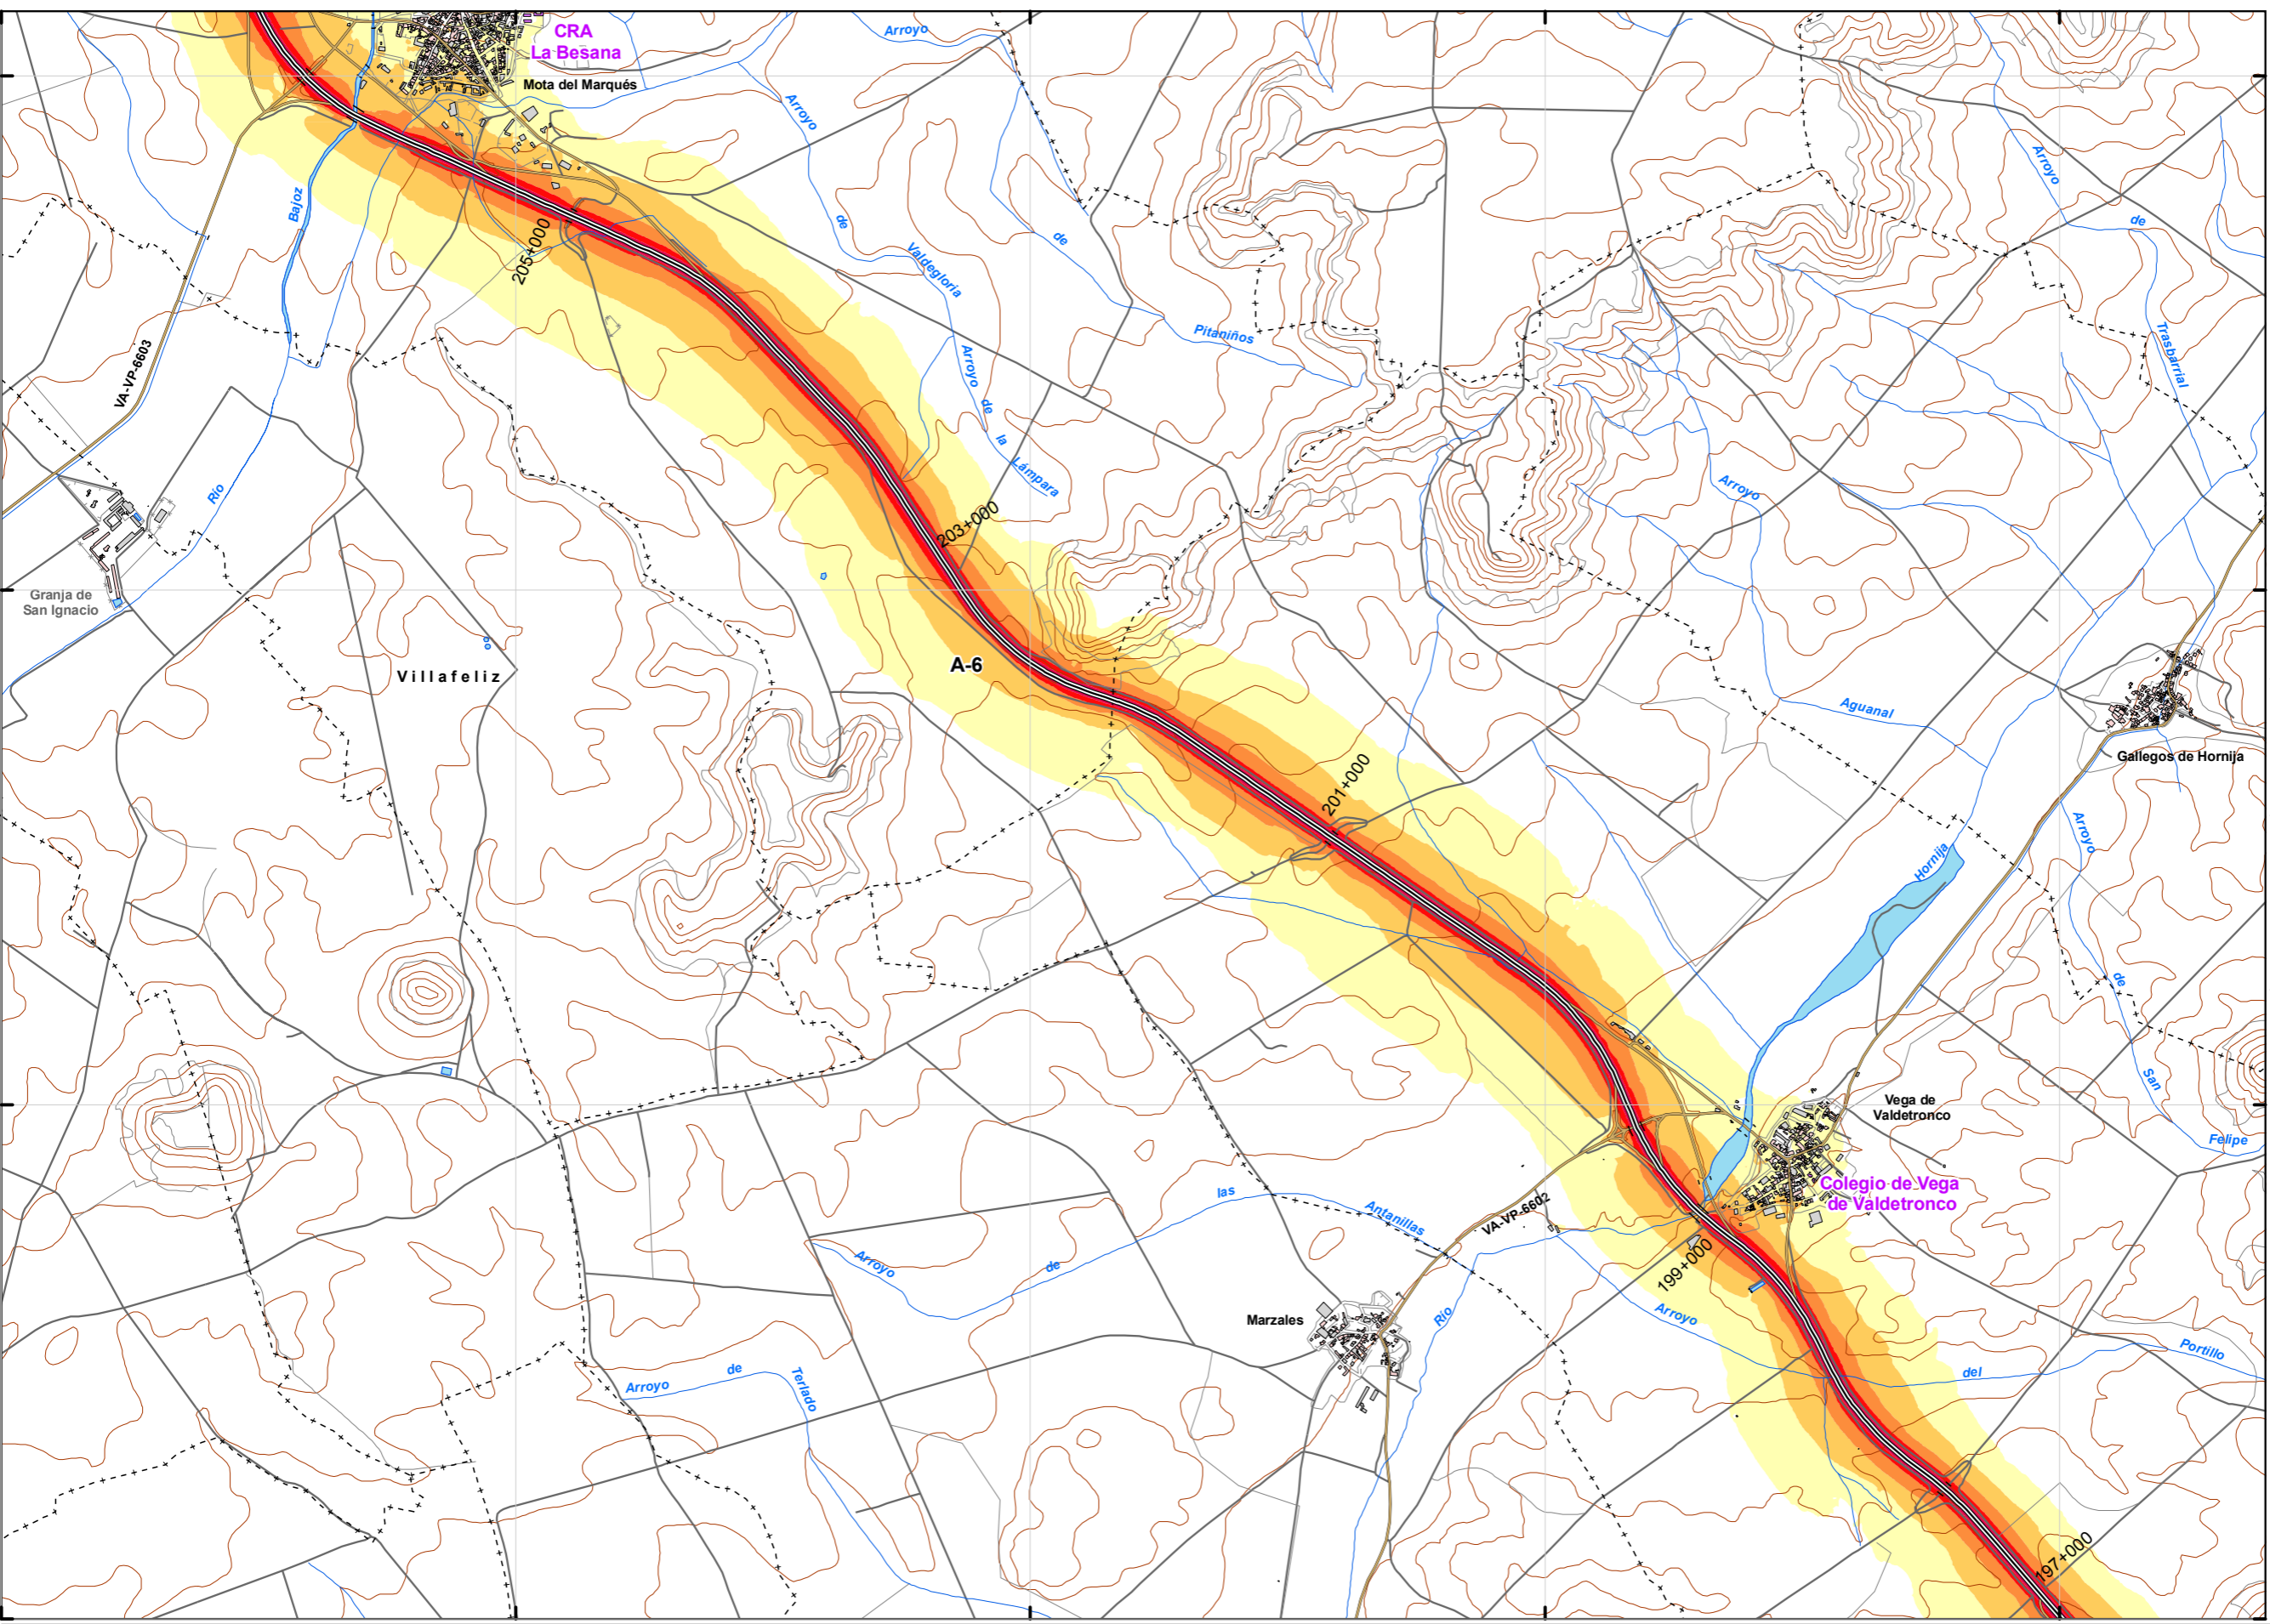 CRA
La Besana
Mota del Marqués
Arroyo
Arroyo
de
Valdegloria
de
Pitaniños
Arroyo
de
Trasbarrial
Bajoz
205+000
VA-VP-6603
Arroyo
de
la
Lámpara
Río
203+000
Arroyo
Granja de
San Ignacio
Villafeliz
A-6
Aguanal
Gallegos de Hornija
201+000
Hornija
Arroyo
de
San
Felipe
Vega de
Valdetronco
Colegio de Vega
de Valdetronco
las
Antanillas
VA-VP-6602
Arroyo
de
199+000
Marzales
Río
Arroyo
del
Portillo
Arroyo
de
Terlado
197+000